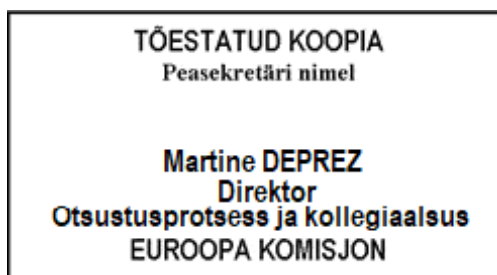 TÕESTATUD KOOPIA
Peasekretäri nimel
Martine DEPREZ
Direktor
Otsustusprotsess ja kollegiaalsus
EUROOPA KOMISJON